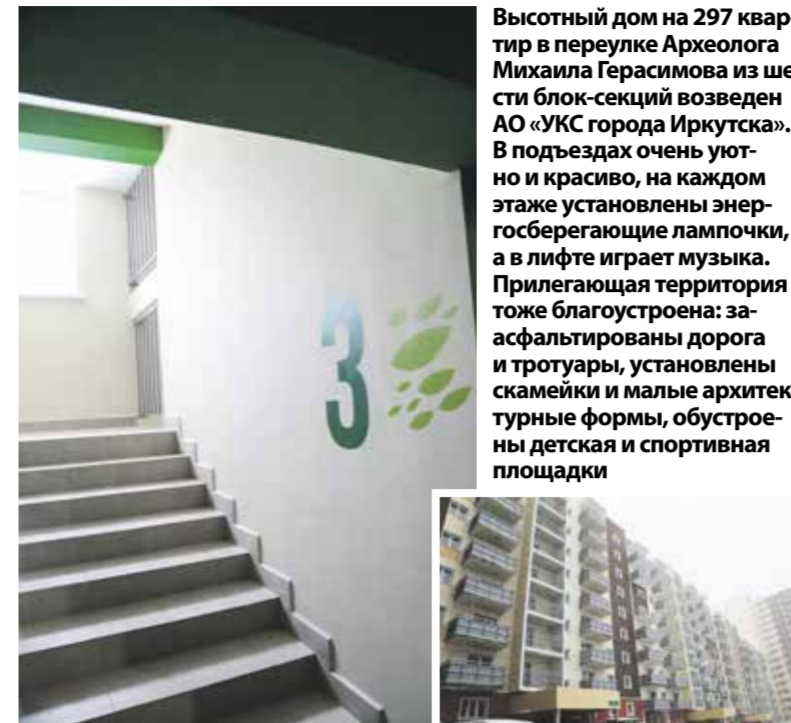 Высотный дом на 297 квар-
тир в переулке Археолога
Михаила Герасимова из ше
сти блок-секций возведен
АО «УКС города Иркутска».
В подъездах очень уют-
но и красиво, на каждом
этаже установлены энер-
госберегающие лампочки,
а в лифте играет музыка.
Прилегающая территория
тоже благоустроена: за-
асфальтированы дорога
и тротуары, установлены
скамейки и малые архитек
турные формы, обустрое-
ны детская и спортивная
площадки
3